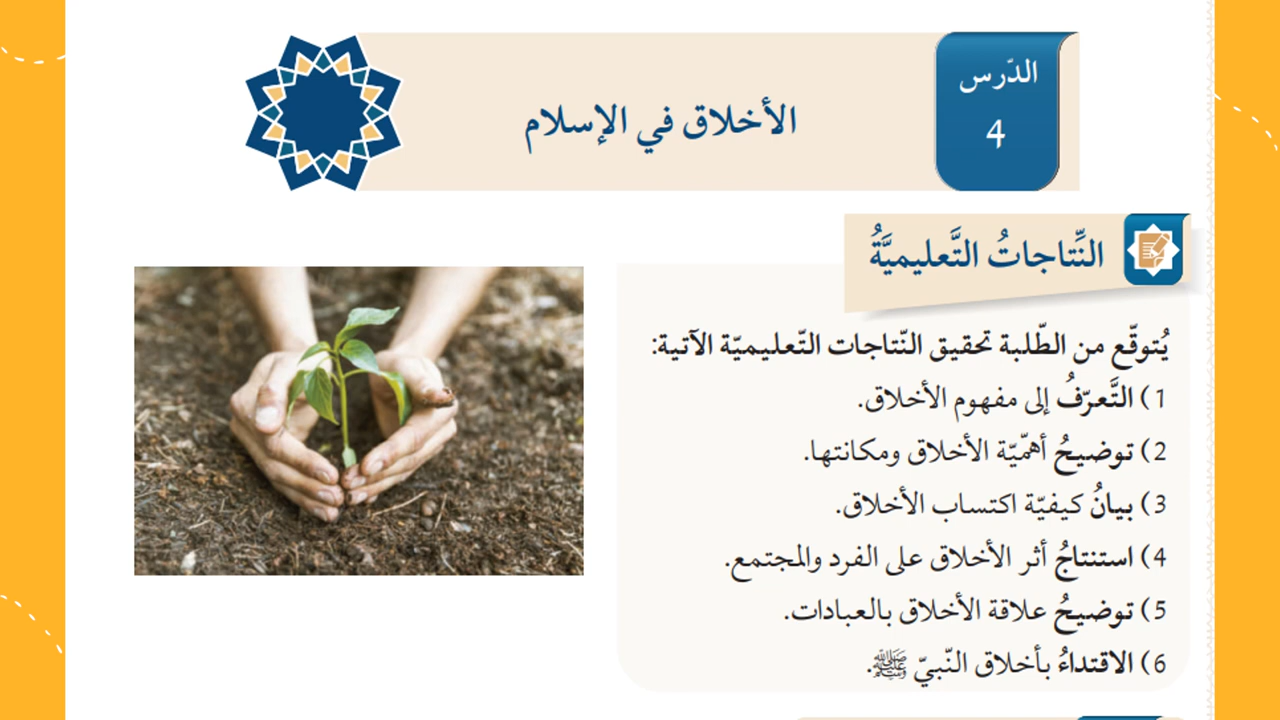 الدّرس
4
الأخلاق في الإسلام
النِّتاجاتُ التَّعليميَّةُ
يُتوقّع من الطّلبة تحقيق النّتاجات التّعليميّة الآتية:
1) التَّعرّفُ إلى مفهوم الأخلاق.
2) توضيحُ أهمّيّة الأخلاق ومكانتها.
3) بيانُ كيفيّة اكتساب الأخلاق.
4) استنتاجُ أثر الأخلاق على الفرد والمجتمع.
5) توضيحُ علاقة الأخلاق بالعبادات.
6) الاقتداءُ بأخلاق النّبيّ ﷺ.